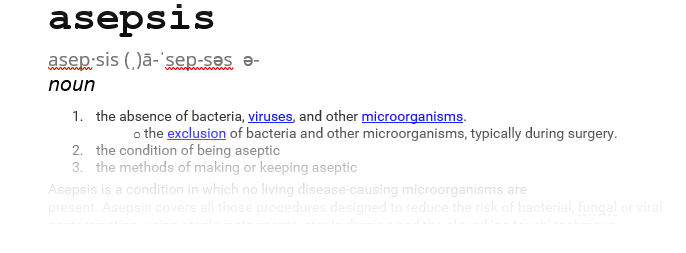 asepsis
asep·sis (ˌ)ā-ˈsep-səs  ə-
noun
1. the absence of bacteria, viruses, and other microorganisms.
o the exclusion of bacteria and other microorganisms, typically during surgery.
2. the condition of being aseptic
3. the methods of making or keeping aseptic
Asepsis is a condition in which no living disease-causing microorganisms are
present. Asepsis covers all those procedures designed to reduce the risk of bacterial, fungal or viral